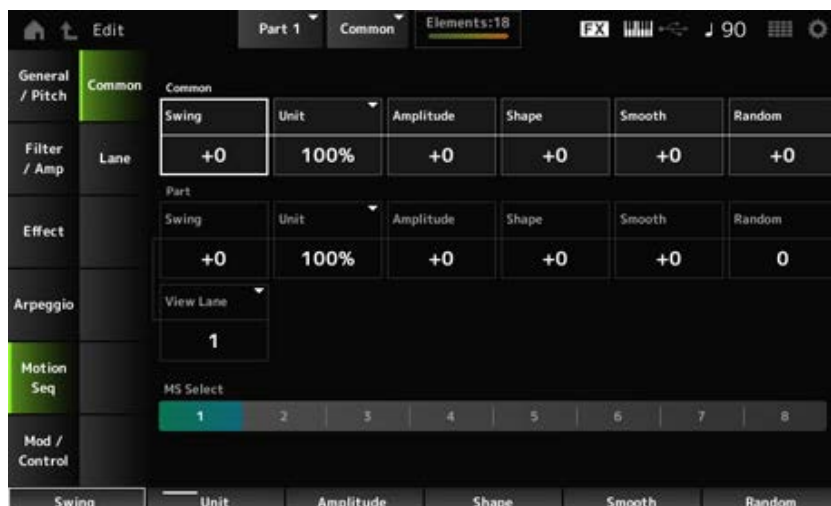 Edit Part 1 Common Elements:18 FX 90
General / Pitch
Filter / Amp
Effect
Arpeggio
Motion Seq
Mod / Control
Common
Lane
Common
Swing Unit Amplitude Shape Smooth Random
+0 100% +0 +0 +0 +0
Part
Swing Unit Amplitude Shape Smooth Random
+0 100% +0 +0 +0 0
View Lane
1
MS Select
1 2 3 4 5 6 7 8
Swing Unit Amplitude Shape Smooth Random